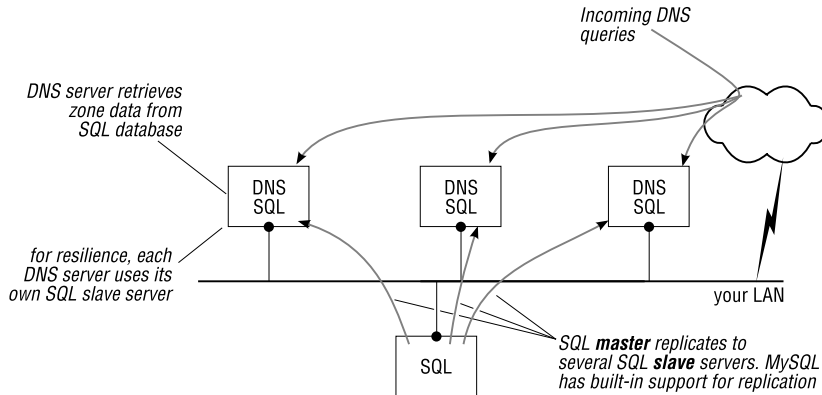 Incoming DNS
queries
DNS server retrieves
zone data from
SQL database
DNS
SQL
DNS
SQL
DNS
SQL
for resilience, each
DNS server uses its
own SQL slave server
your LAN
SQL
SQL master replicates to
several SQL slave servers. MySQL
has built-in support for replication